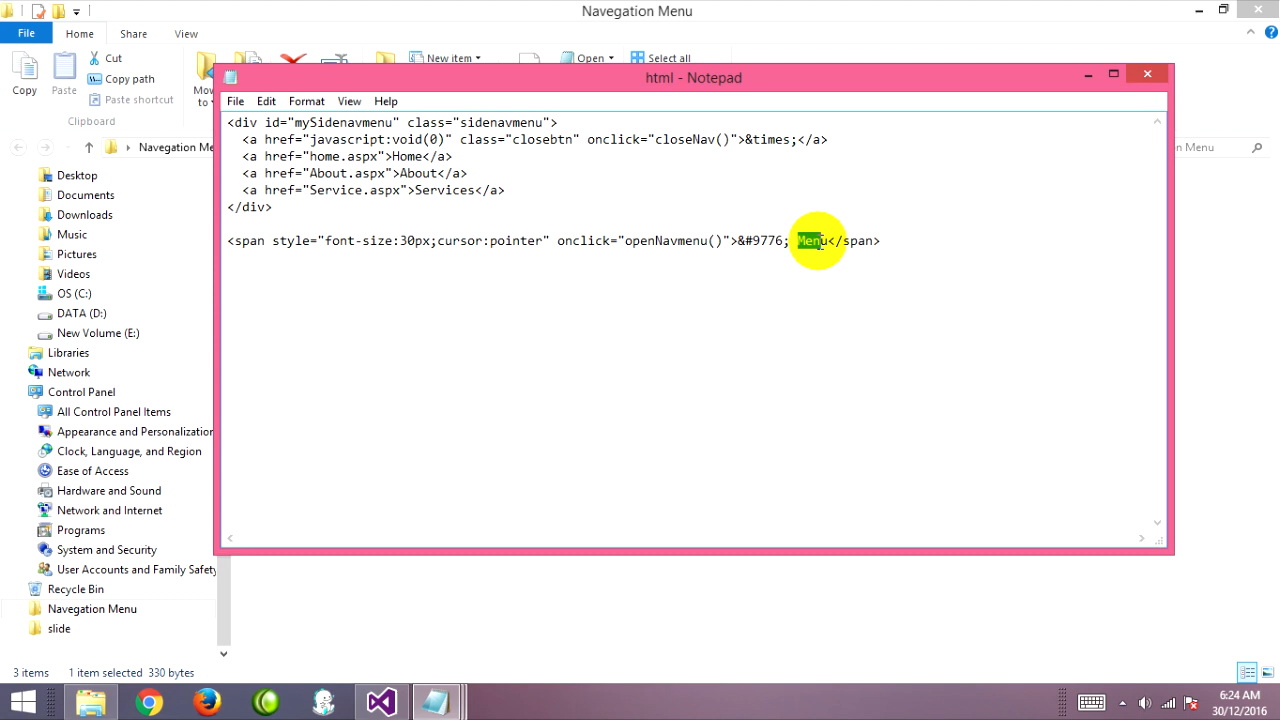 Navegation Menu
File Home Share View
Cut
Copy path
Paste shortcut
Copy Paste
Clipboard
New item
Open
Select all
html - Notepad
File Edit Format View Help
<div id="mySidenavmenu" class="sidenavmenu">
<a href="javascript:void(0)" class="closebtn" onclick="closeNav()">&times;</a>
<a href="home.aspx">Home</a>
<a href="About.aspx">About</a>
<a href="Service.aspx">Services</a>
</div>
<span style="font-size:30px;cursor:pointer" onclick="openNavmenu()">&#9776; Menu</span>
Desktop
Documents
Downloads
Music
Pictures
Videos
OS (C:)
DATA (D:)
New Volume (E:)
Libraries
Network
Control Panel
All Control Panel Items
Appearance and Personalization
Clock, Language, and Region
Ease of Access
Hardware and Sound
Network and Internet
Programs
System and Security
User Accounts and Family Safety
Recycle Bin
Navegation Menu
slide
3 items 1 item selected 330 bytes
6:24 AM
30/12/2016